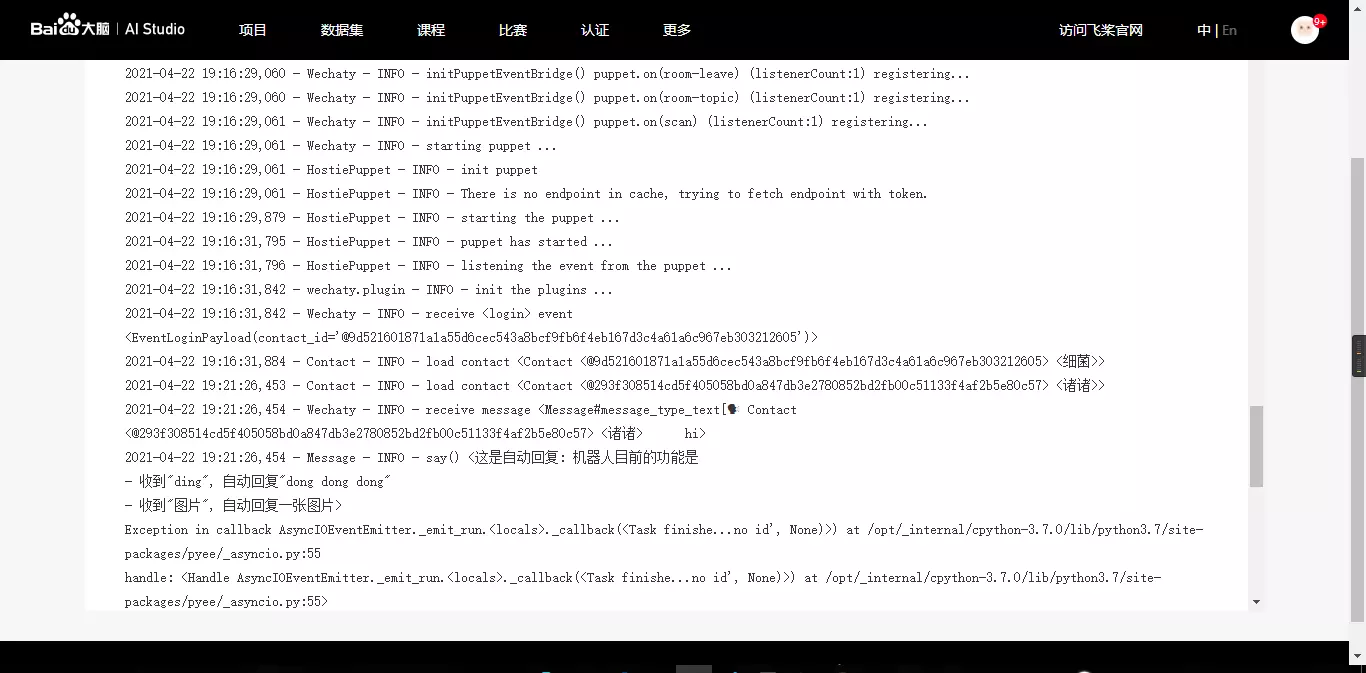 Bai du 大脑 | AI Studio 项目 数据集 课程 比赛 认证 更多 访问飞桨官网 中 | En 9+
2021-04-22 19:16:29,060 - Wechaty - INFO - initPuppetEventBridge() puppet.on(room-leave) (listenerCount:1) registering...
2021-04-22 19:16:29,060 - Wechaty - INFO - initPuppetEventBridge() puppet.on(room-topic) (listenerCount:1) registering...
2021-04-22 19:16:29,061 - Wechaty - INFO - initPuppetEventBridge() puppet.on(scan) (listenerCount:1) registering...
2021-04-22 19:16:29,061 - Wechaty - INFO - starting puppet ...
2021-04-22 19:16:29,061 - HostiePuppet - INFO - init puppet
2021-04-22 19:16:29,061 - HostiePuppet - INFO - There is no endpoint in cache, trying to fetch endpoint with token.
2021-04-22 19:16:29,879 - HostiePuppet - INFO - starting the puppet ...
2021-04-22 19:16:31,795 - HostiePuppet - INFO - puppet has started ...
2021-04-22 19:16:31,796 - HostiePuppet - INFO - listening the event from the puppet ...
2021-04-22 19:16:31,842 - wechaty.plugin - INFO - init the plugins ...
2021-04-22 19:16:31,842 - Wechaty - INFO - receive <login> event
<EventLoginPayload(contact_id='@9d521601871a1a55d6cec543a8bcf9fb6f4eb167d3c4a61a6c967eb303212605')>
2021-04-22 19:16:31,884 - Contact - INFO - load contact <Contact <@9d521601871a1a55d6cec543a8bcf9fb6f4eb167d3c4a61a6c967eb303212605> <细菌>>
2021-04-22 19:21:26,453 - Contact - INFO - load contact <Contact <@293f308514cd5f405058bd0a847db3e2780852bd2fb00c51133f4af2b5e80c57> <诸诸>>
2021-04-22 19:21:26,454 - Wechaty - INFO - receive message <Message#message_type_text[🗣 Contact
<@293f308514cd5f405058bd0a847db3e2780852bd2fb00c51133f4af2b5e80c57> <诸诸> hi>
2021-04-22 19:21:26,454 - Message - INFO - say() <这是自动回复: 机器人目前的功能是
- 收到"ding", 自动回复"dong dong dong"
- 收到"图片", 自动回复一张图片>
Exception in callback AsyncIOEventEmitter._emit_run.<locals>._callback(<Task finishe...no id', None)>) at /opt/_internal/cpython-3.7.0/lib/python3.7/site-
packages/pyee/_asyncio.py:55
handle: <Handle AsyncIOEventEmitter._emit_run.<locals>._callback(<Task finishe...no id', None)>) at /opt/_internal/cpython-3.7.0/lib/python3.7/site-
packages/pyee/_asyncio.py:55>